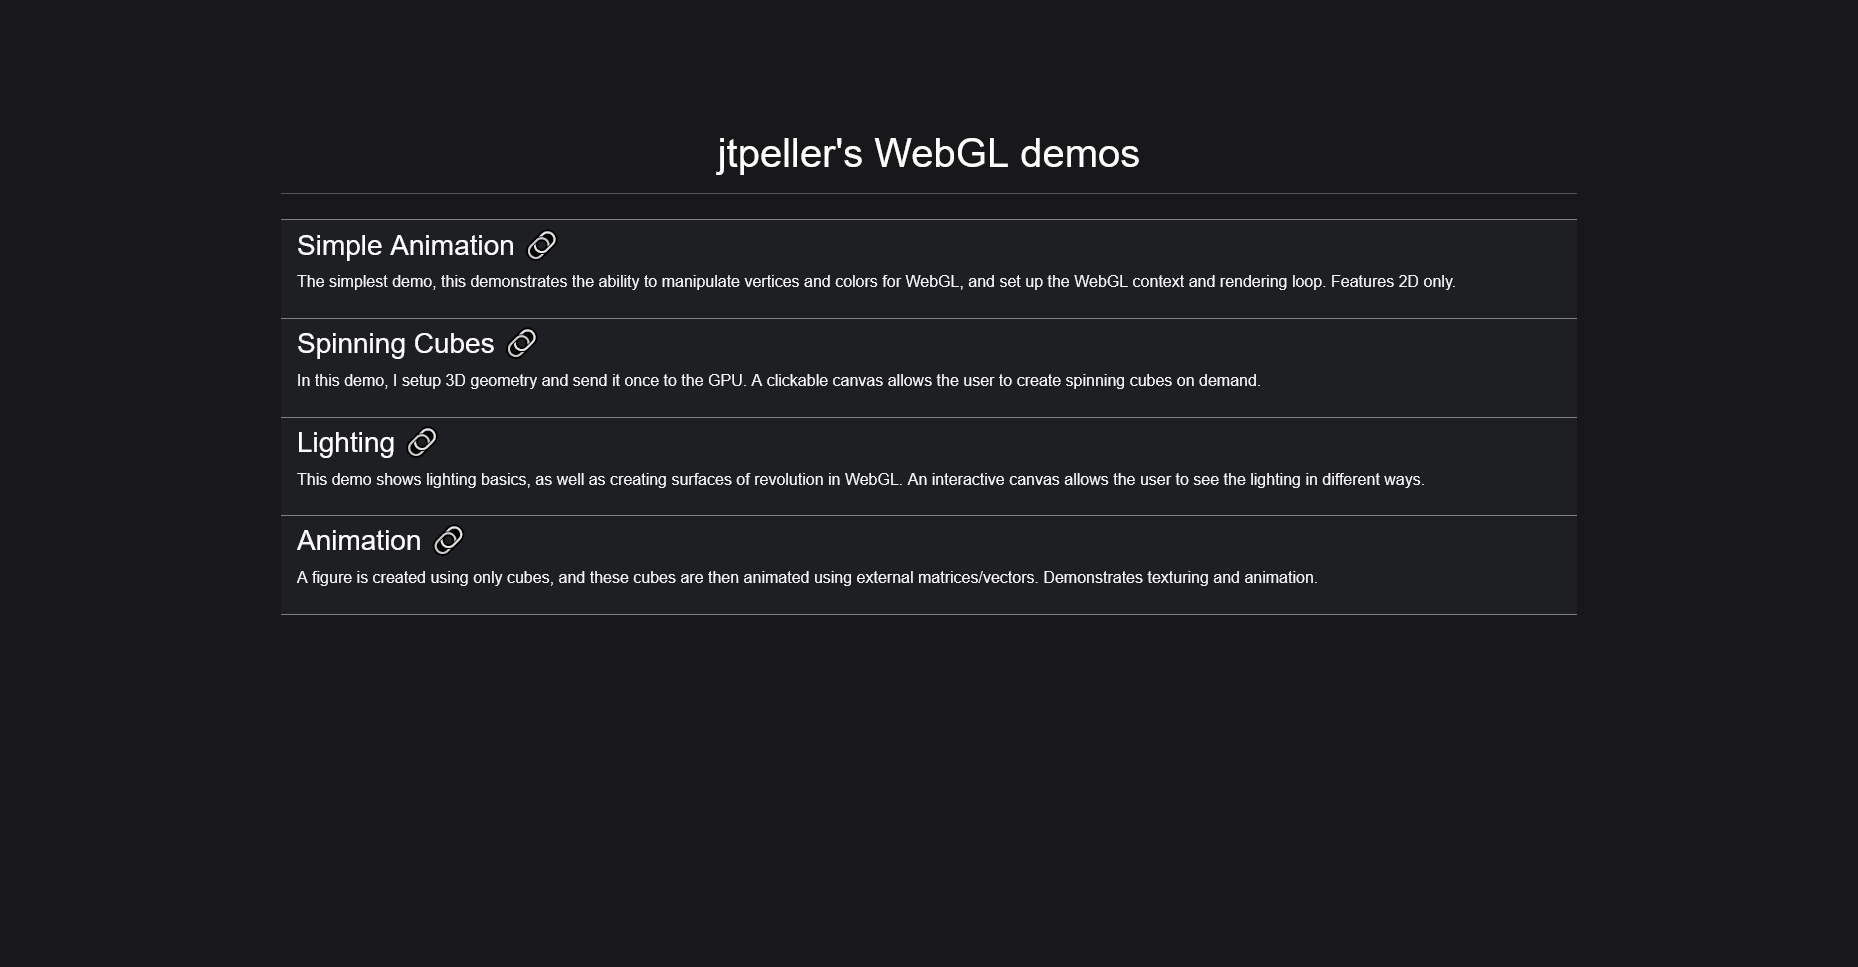 jtpeller's WebGL demos
Simple Animation
The simplest demo, this demonstrates the ability to manipulate vertices and colors for WebGL, and set up the WebGL context and rendering loop. Features 2D only.
Spinning Cubes
In this demo, I setup 3D geometry and send it once to the GPU. A clickable canvas allows the user to create spinning cubes on demand.
Lighting
This demo shows lighting basics, as well as creating surfaces of revolution in WebGL. An interactive canvas allows the user to see the lighting in different ways.
Animation
A figure is created using only cubes, and these cubes are then animated using external matrices/vectors. Demonstrates texturing and animation.